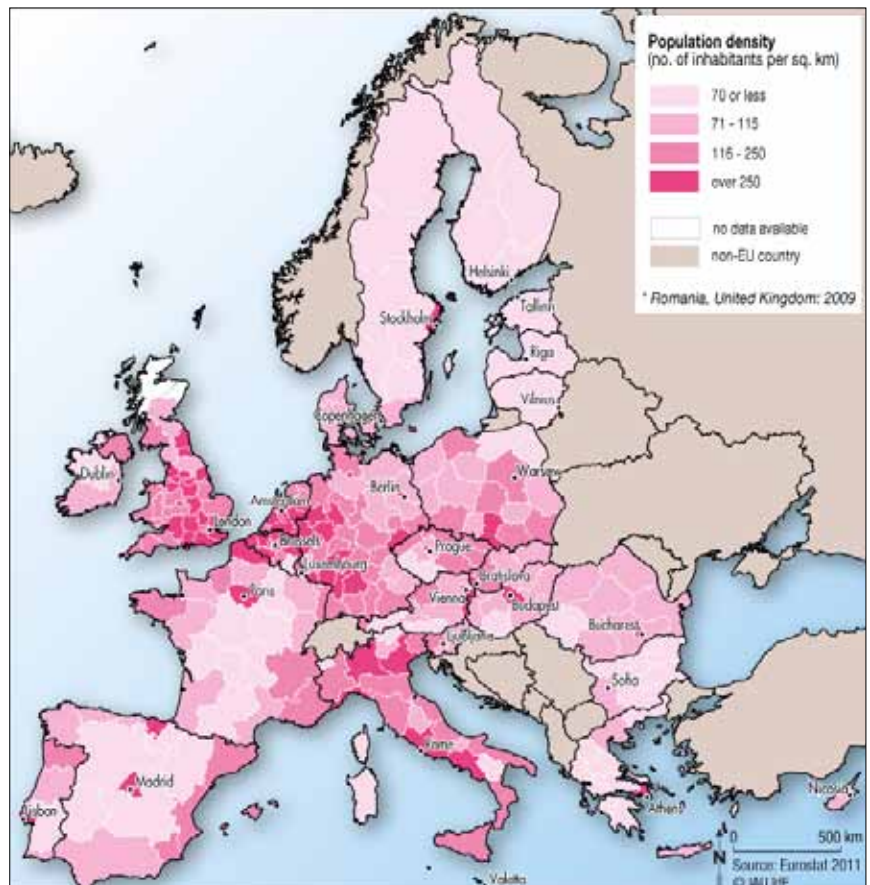 Population density
(no. of inhabitants per sq. km)
70 or less
71 - 115
116 - 250
over 250
no data available
non-EU country
* Romania, United Kingdom: 2009
Helsinki
Tallinn
Stockholm
Riga
Vilnius
Copenhagen
Dublin
Berlin
Warsaw
Amsterdam
London
Brussels
Prague
Luxembourg
Paris
Bratislava
Vienna
Budapest
Ljubljana
Bucharest
Sofia
Rome
Madrid
Lisbon
Athens
Nicosia
Valetta
N
0 500 km
Source: Eurostat 2011